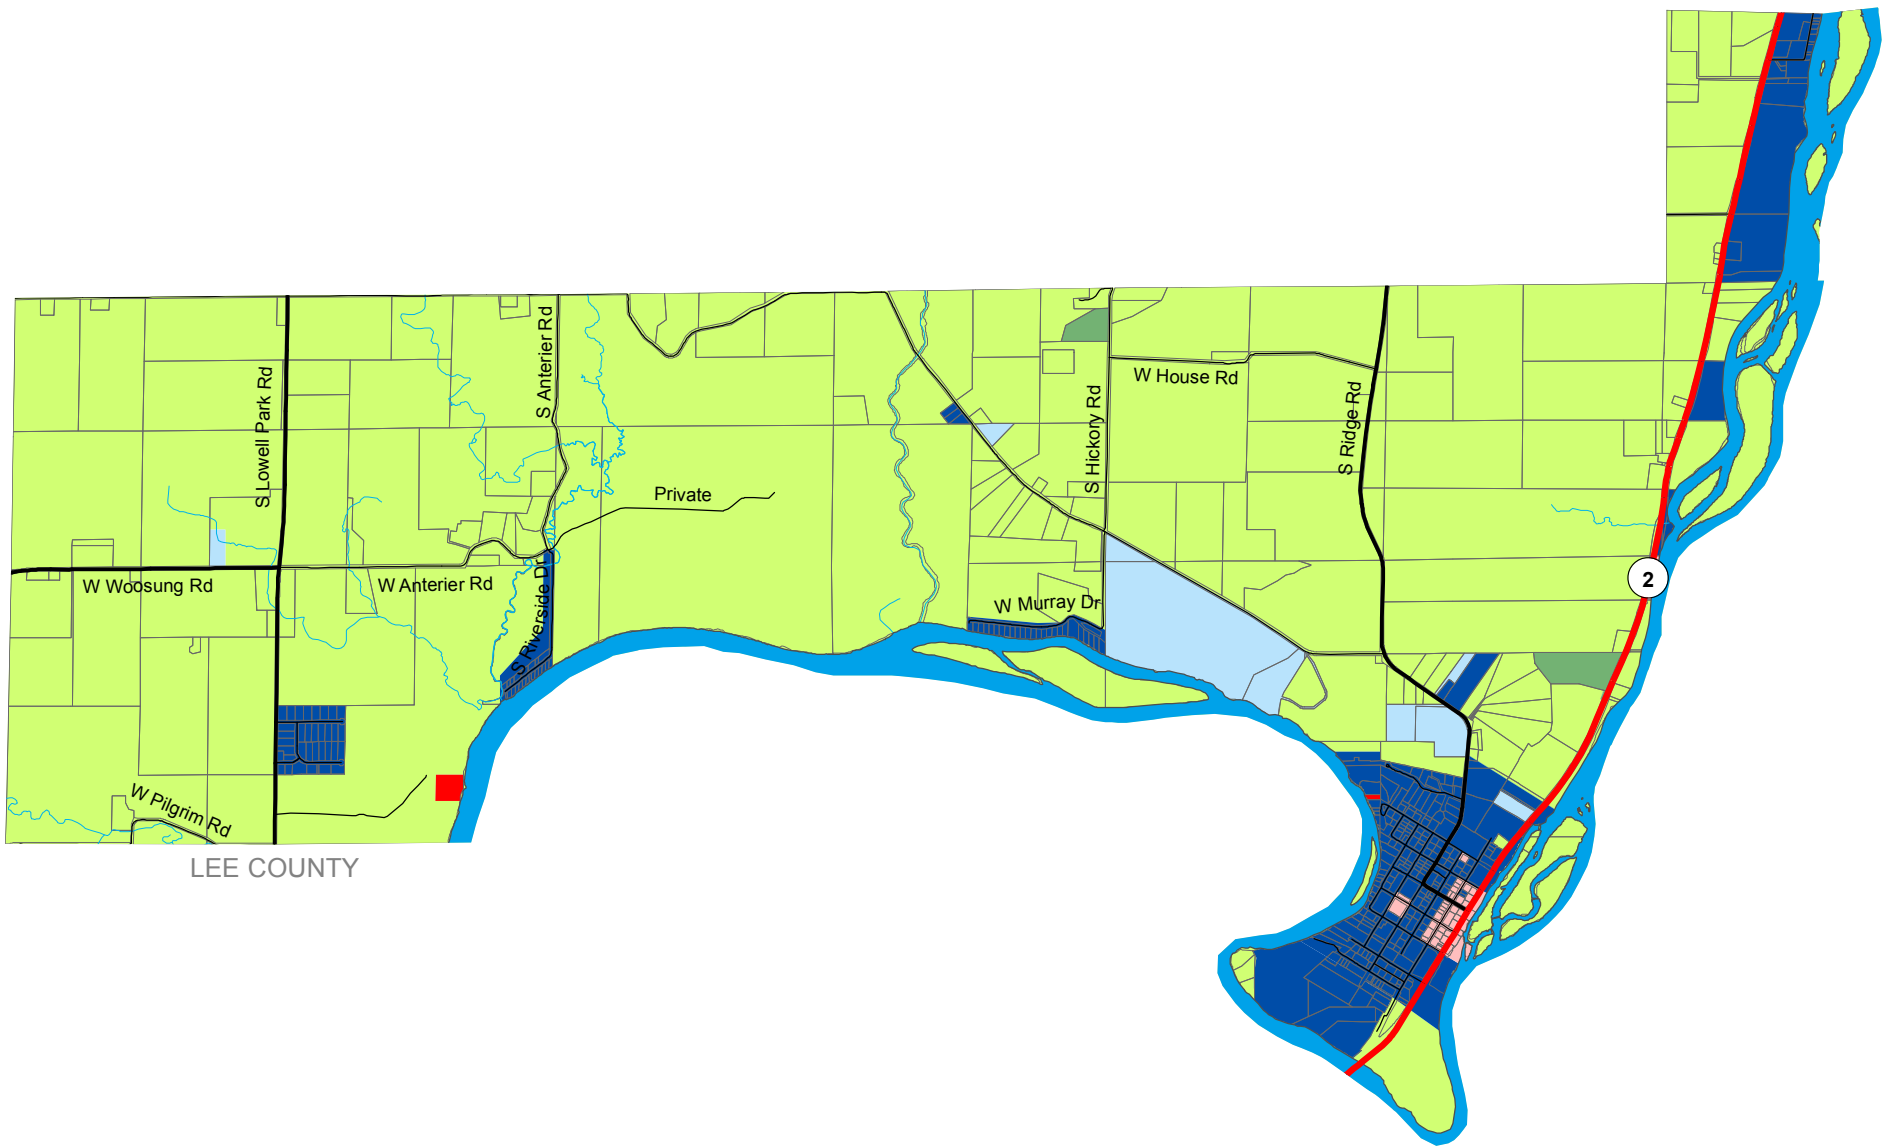 S Lowell Park Rd
S Anterier Rd
W House Rd
S Hickory Rd
S Ridge Rd
Private
W Woosung Rd
W Anterier Rd
S Riverside Dr
W Murray Dr
2
W Pilgrim Rd
LEE COUNTY